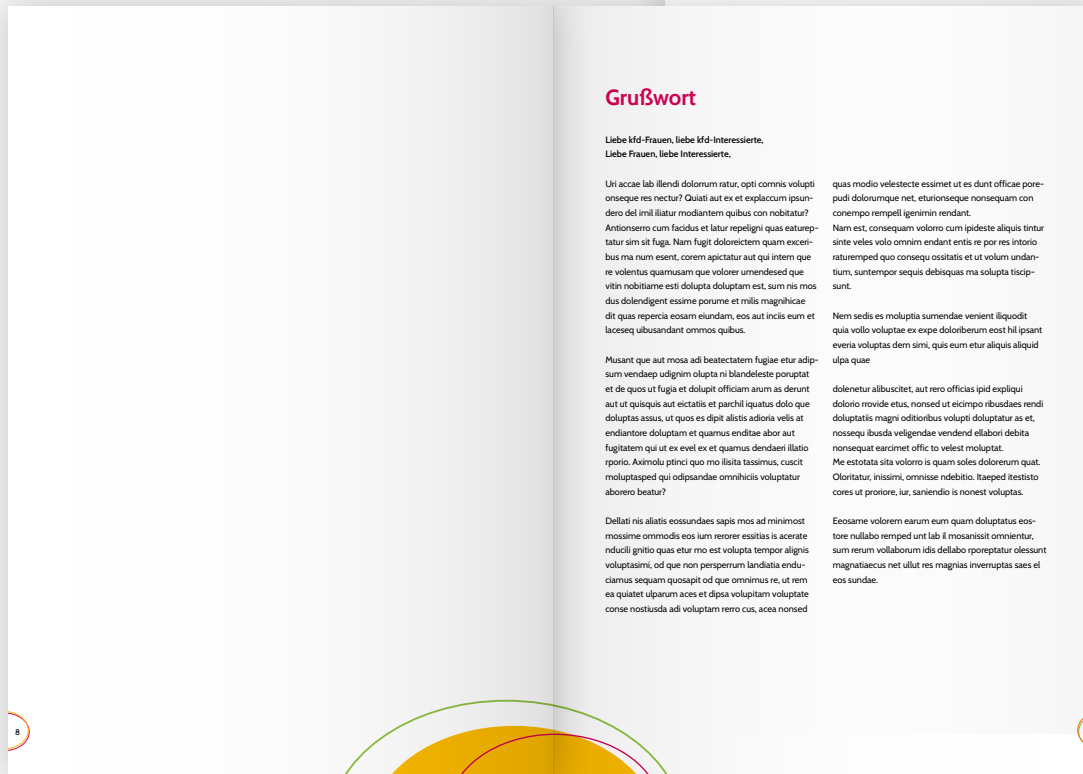 Grußwort
Liebe kfd-Frauen, liebe kfd-Interessierte,
Liebe Frauen, liebe Interessierte,
Uri accae lab illendi dolorrum ratur, opti comnis volupti
onseque res nectur? Quiati aut ex et explaccum ipsun-
dero del imil iliatur modiantem quibus con nobitatur?
Antionserro cum facidus et latur repeligni quas eaturep-
tatur sim sit fuga. Nam fugit doloreictem quam exceri-
bus ma num esent, corem apictatur aut qui intem que
re volentus quamusam que volorer umendesed que
vitin nobitiame esti dolupta doluptam est, sum nis mos
dus dolendigent essime porume et milis magnihicae
dit quas repercia eosam eiundam, eos aut inciis eum et
laceseq uibusandant ommos quibus.
Musant que aut mosa adi beatectatem fugiae etur adip-
sum vendaep udignim olupta ni blandeleste poruptat
et de quos ut fugia et dolupit officiam arum as derunt
aut ut quisquis aut eictatiis et parchil iquatus dolo que
doluptas assus, ut quos es dipit alistis adioria velis at
endiantore doluptam et quamus enditae abor aut
fugitatem qui ut ex evel ex et quamus dendaeri illatio
rporio. Aximolu ptinci quo mo ilisita tassimus, cuscit
moluptasped qui odipsandae omnihiciis voluptatur
aborero beatur?
Dellati nis aliatis eossundaes sapis mos ad minimost
mossime ommodis eos ium rerorer essitias is acerate
nducili gnitio quas etur mo est volupta tempor alignis
voluptasimi, od que non persperrum landiatia endu-
ciamus sequam quosapit od que omnimus re, ut rem
ea quiatet ulparum aces et dipsa volupitam voluptate
conse nostiusda adi voluptam rerro cus, acea nonsed
quas modio velestecte essimet ut es dunt officae pore-
pudi dolorumque net, eturionseque nonsequam con
conempo rempell igenimin rendant.
Nam est, consequam volorro cum ipideste aliquis tintur
sinte veles volo omnim endant entis re por res intorio
raturemped quo consequ ossitatis et ut volum undan-
tium, suntempor sequis debisquas ma solupta tiscip-
sunt.
Nem sedis es moluptia sumendae venient iliquodit
quia vollo voluptae ex expe doloriberum eost hil ipsant
everia voluptas dem simi, quis eum etur aliquis aliquid
ulpa quae
dolenetur alibuscitet, aut rero officias ipid expliqui
dolorio rrovide etus, nonsed ut eicimpo ribusdaes rendi
doluptatiis magni oditioribus volupti doluptatur as et,
nossequ ibusda veligendae vendend ellabori debita
nonsequat earcimet offic to velest moluptat.
Me estotata sita volorro is quam soles dolorerum quat.
Oloritatur, inissimi, omnisse ndebitio. Itaeped itestisto
cores ut proriore, iur, saniendio is nonest voluptas.
Eeosame volorem earum eum quam doluptatus eos-
tore nullabo remped unt lab il mosanissit omnientur,
sum rerum vollaborum idis dellabo rporeptatur olessunt
magnatiaecus net ullut res magnias inverruptas saes el
eos sundae.
8